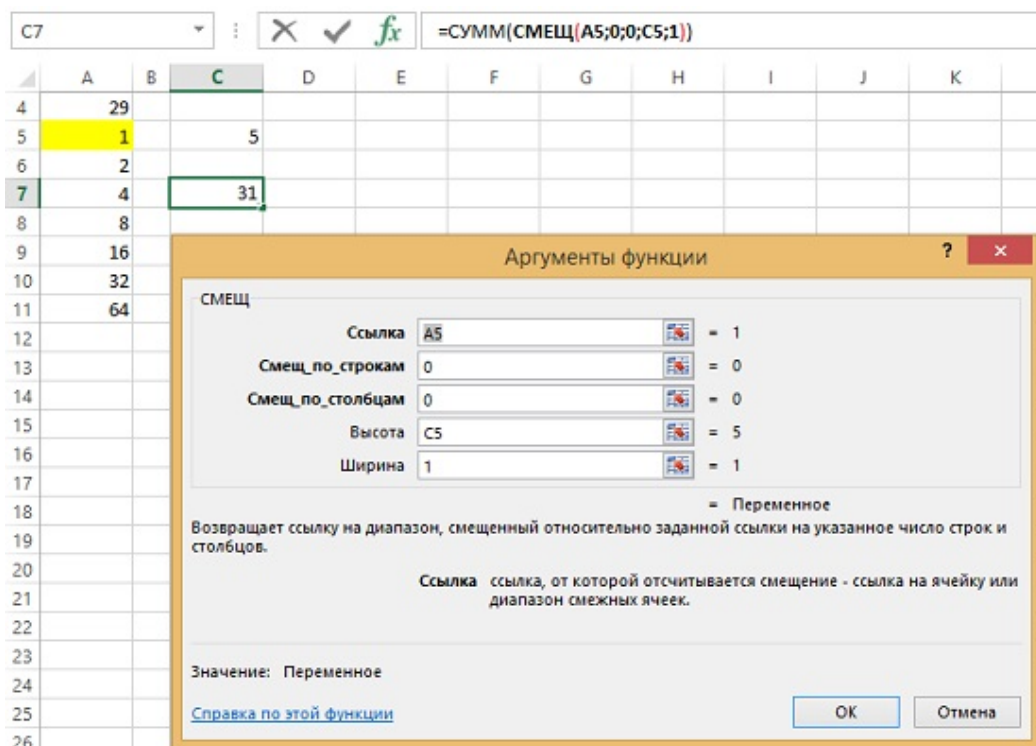 C7 fx =СУММ(СМЕЩ(A5;0;0;C5;1))
A B C D E F G H I J K
4 29
5 1 5
6 2
7 4 31
8 8
9 16
10 32
11 64
12
13
14
15
16
17
18
19
20
21
22
23
24
25
26
Аргументы функции ? ×
СМЕЩ
Ссылка A5 = 1
Смещ_по_строкам 0 = 0
Смещ_по_столбцам 0 = 0
Высота C5 = 5
Ширина 1 = 1
= Переменное
Возвращает ссылку на диапазон, смещенный относительно заданной ссылки на указанное число строк и
столбцов.
Ссылка ссылка, от которой отсчитывается смещение - ссылка на ячейку или
диапазон смежных ячеек.
Значение: Переменное
Справка по этой функции ОК Отмена